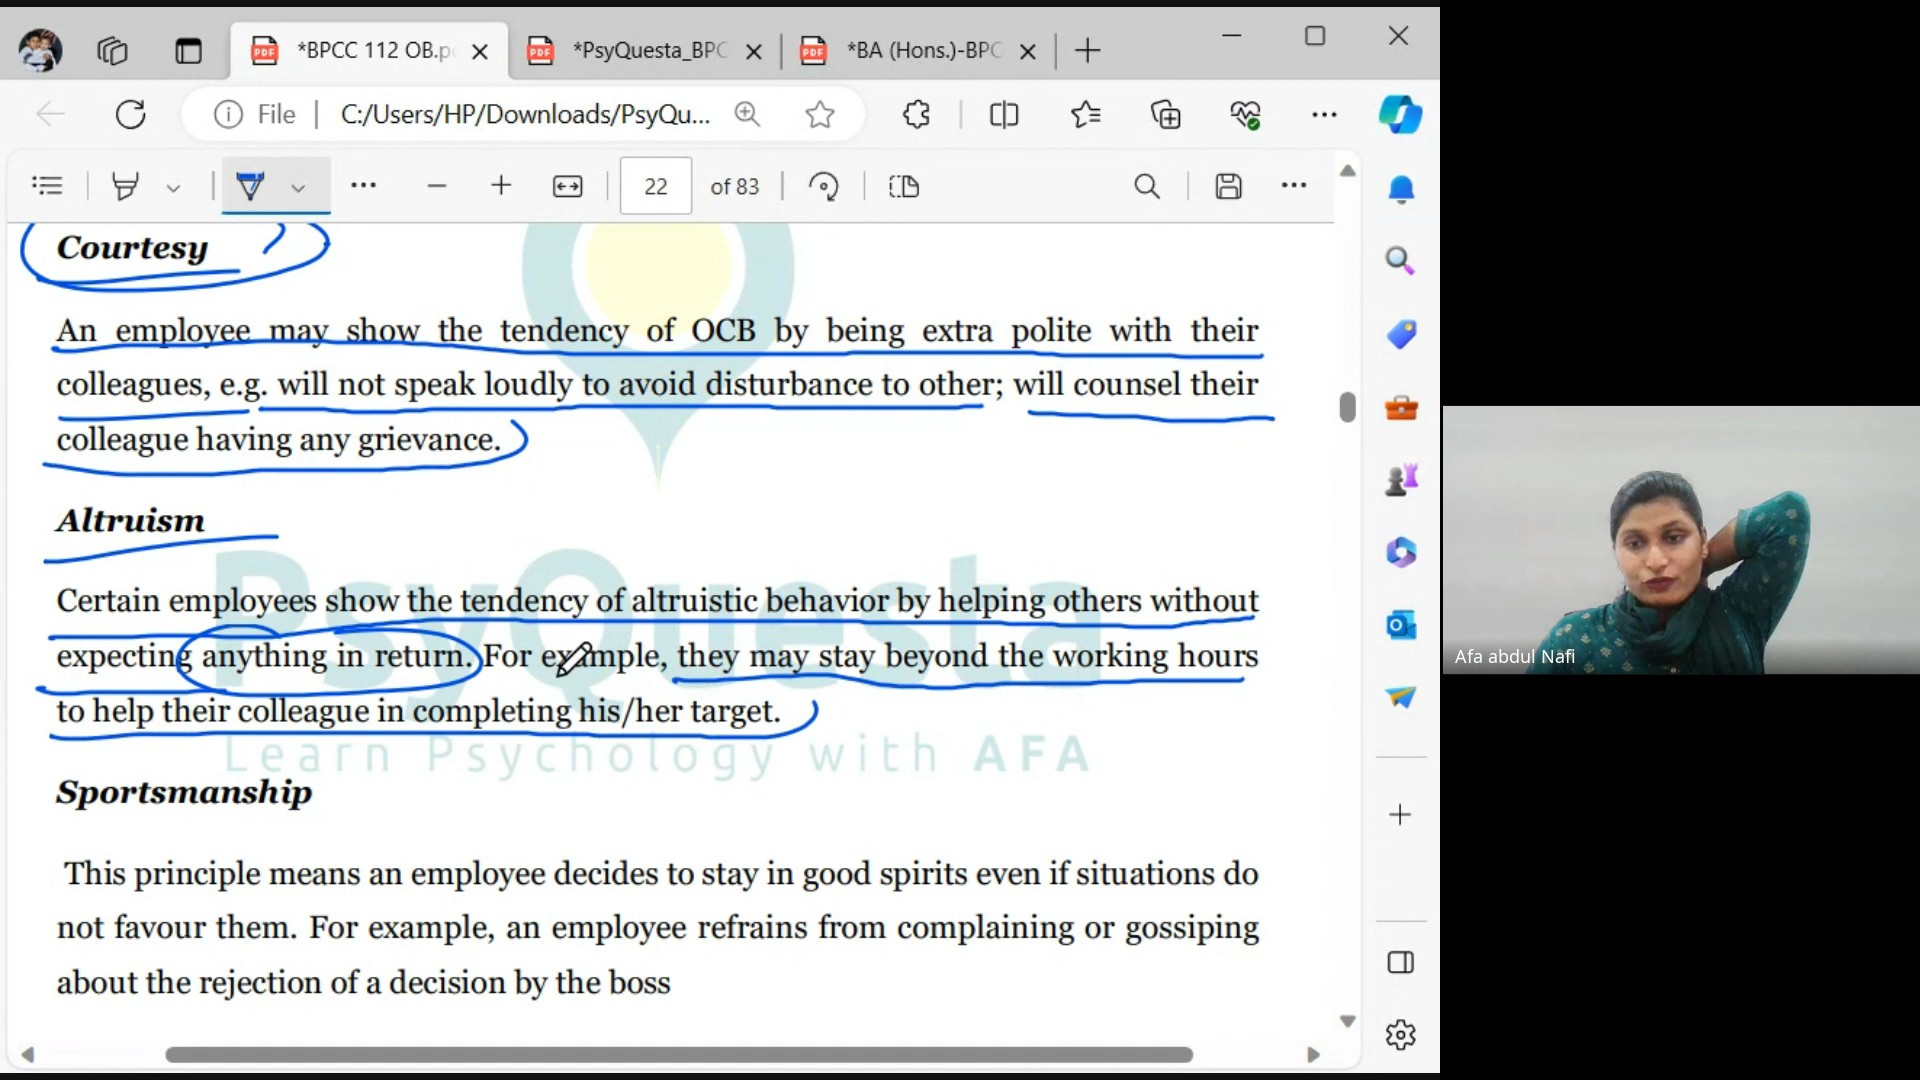 *BPCC 112 OB.p
*PsyQuesta_BPC
*BA (Hons.)-BPC
File
C:/Users/HP/Downloads/PsyQu...
22 of 83
Courtesy
An employee may show the tendency of OCB by being extra polite with their
colleagues, e.g. will not speak loudly to avoid disturbance to other; will counsel their
colleague having any grievance.
Altruism
PsyQuesta
Certain employees show the tendency of altruistic behavior by helping others without
expecting anything in return. For example, they may stay beyond the working hours
to help their colleague in completing his/her target.
Learn Psychology with AFA
Sportsmanship
This principle means an employee decides to stay in good spirits even if situations do
not favour them. For example, an employee refrains from complaining or gossiping
about the rejection of a decision by the boss
Afa abdul Nafi